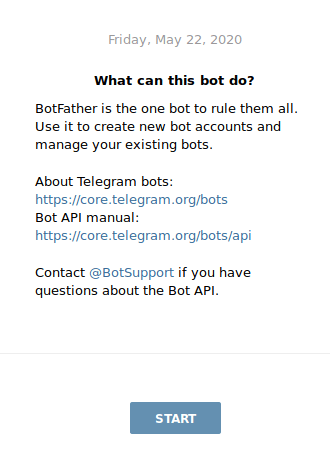 Friday, May 22, 2020
What can this bot do?
BotFather is the one bot to rule them all.
Use it to create new bot accounts and
manage your existing bots.
About Telegram bots:
https://core.telegram.org/bots
Bot API manual:
https://core.telegram.org/bots/api
Contact @BotSupport if you have
questions about the Bot API.
START